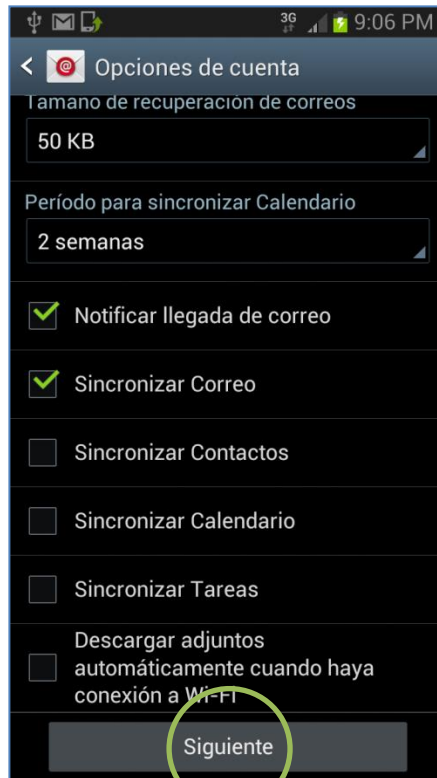 3G 9:06 PM
Opciones de cuenta
Tamaño de recuperación de correos
50 KB
Período para sincronizar Calendario
2 semanas
Notificar llegada de correo
Sincronizar Correo
Sincronizar Contactos
Sincronizar Calendario
Sincronizar Tareas
Descargar adjuntos
automáticamente cuando haya
conexión a Wi-Fi
Siguiente